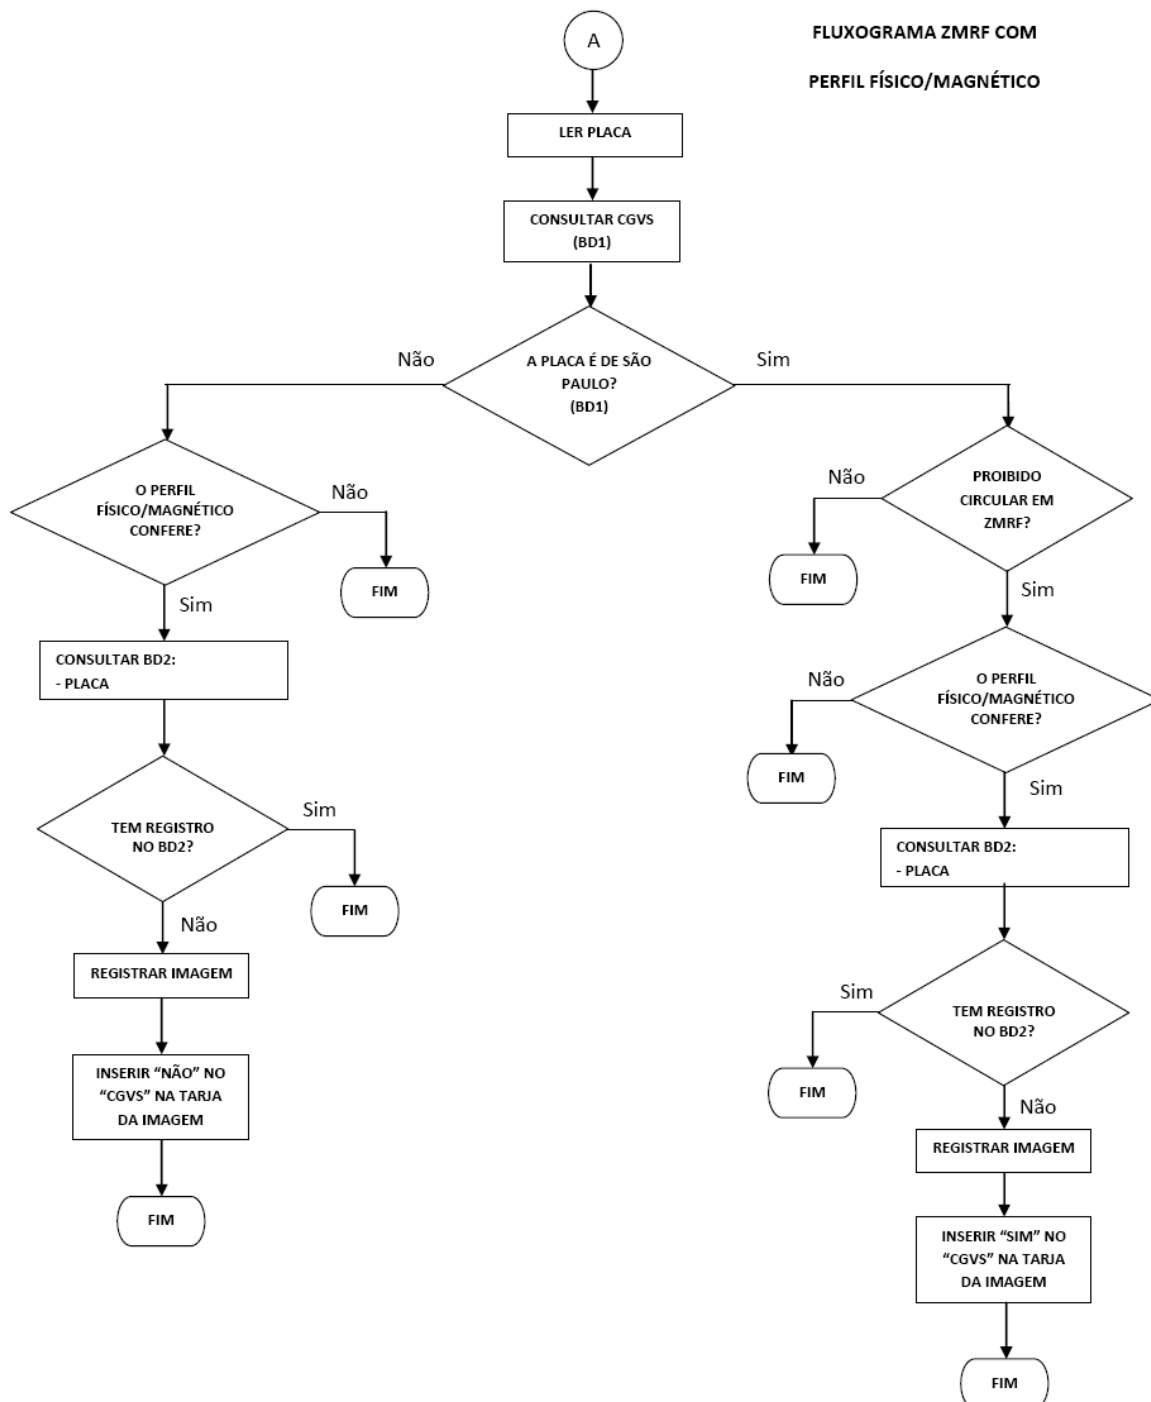 A
FLUXOGRAMA ZMRF COM
PERFIL FÍSICO/MAGNÉTICO
LER PLACA
CONSULTAR CGVS
(BD1)
A PLACA É DE SÃO
PAULO?
(BD1)
Não
Sim
O PERFIL
FÍSICO/MAGNÉTICO
CONFERE?
Não
FIM
Sim
CONSULTAR BD2:
- PLACA
TEM REGISTRO
NO BD2?
Sim
FIM
Não
REGISTRAR IMAGEM
INSERIR “NÃO” NO
“CGVS” NA TARJA
DA IMAGEM
FIM
PROIBIDO
CIRCULAR EM
ZMRF?
Não
FIM
Sim
O PERFIL
FÍSICO/MAGNÉTICO
CONFERE?
Não
FIM
Sim
CONSULTAR BD2:
- PLACA
TEM REGISTRO
NO BD2?
Sim
FIM
Não
REGISTRAR IMAGEM
INSERIR “SIM” NO
“CGVS” NA TARJA
DA IMAGEM
FIM